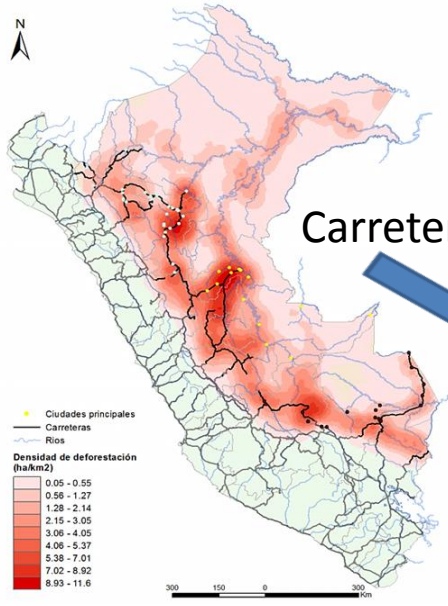 N
Carrete
Ciudades principales
Carreteras
Rios
Densidad de deforestación
(ha/km2)
0.05 - 0.55
0.56 - 1.27
1.28 - 2.14
2.15 - 3.05
3.06 - 4.05
4.06 - 5.37
5.38 - 7.01
7.02 - 8.92
8.93 - 11.6
300 150 0 300
Km